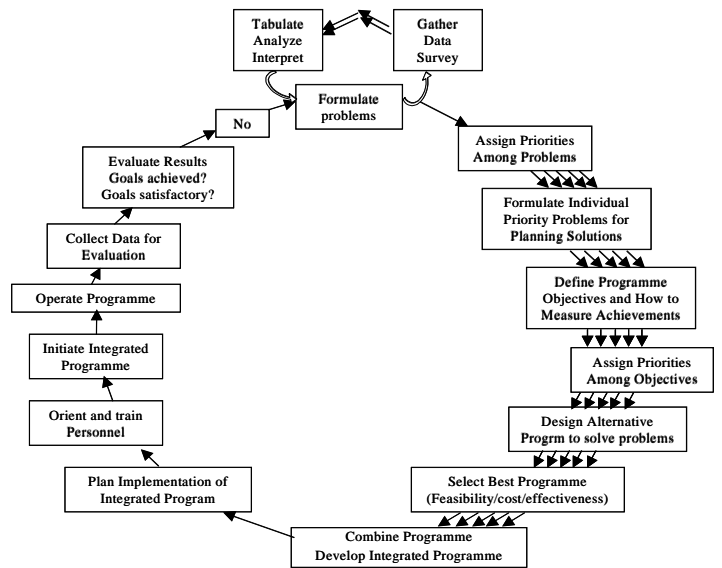 Tabulate
Analyze
Interpret
Gather
Data
Survey
Formulate
problems
No
Assign Priorities
Among Problems
Evaluate Results
Goals achieved?
Goals satisfactory?
Formulate Individual
Priority Problems for
Planning Solutions
Collect Data for
Evaluation
Define Programme
Objectives and How to
Measure Achievements
Operate Programme
Initiate Integrated
Programme
Assign Priorities
Among Objectives
Orient and train
Personnel
Design Alternative
Progrm to solve problems
Plan Implementation of
Integrated Program
Select Best Programme
(Feasibility/cost/effectiveness)
Combine Programme
Develop Integrated Programme